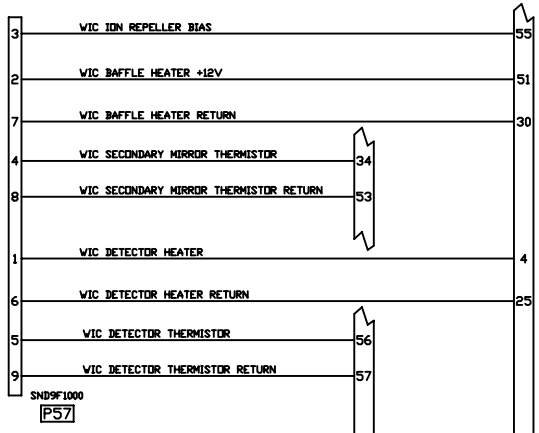 3 WIC ION REPELLER BIAS 55
2 WIC BAFFLE HEATER +12V 51
7 WIC BAFFLE HEATER RETURN 30
4 WIC SECONDARY MIRROR THERMISTOR 34
8 WIC SECONDARY MIRROR THERMISTOR RETURN 53
1 WIC DETECTOR HEATER 4
6 WIC DETECTOR HEATER RETURN 25
5 WIC DETECTOR THERMISTOR 56
9 WIC DETECTOR THERMISTOR RETURN 57
SND9F1000
P57